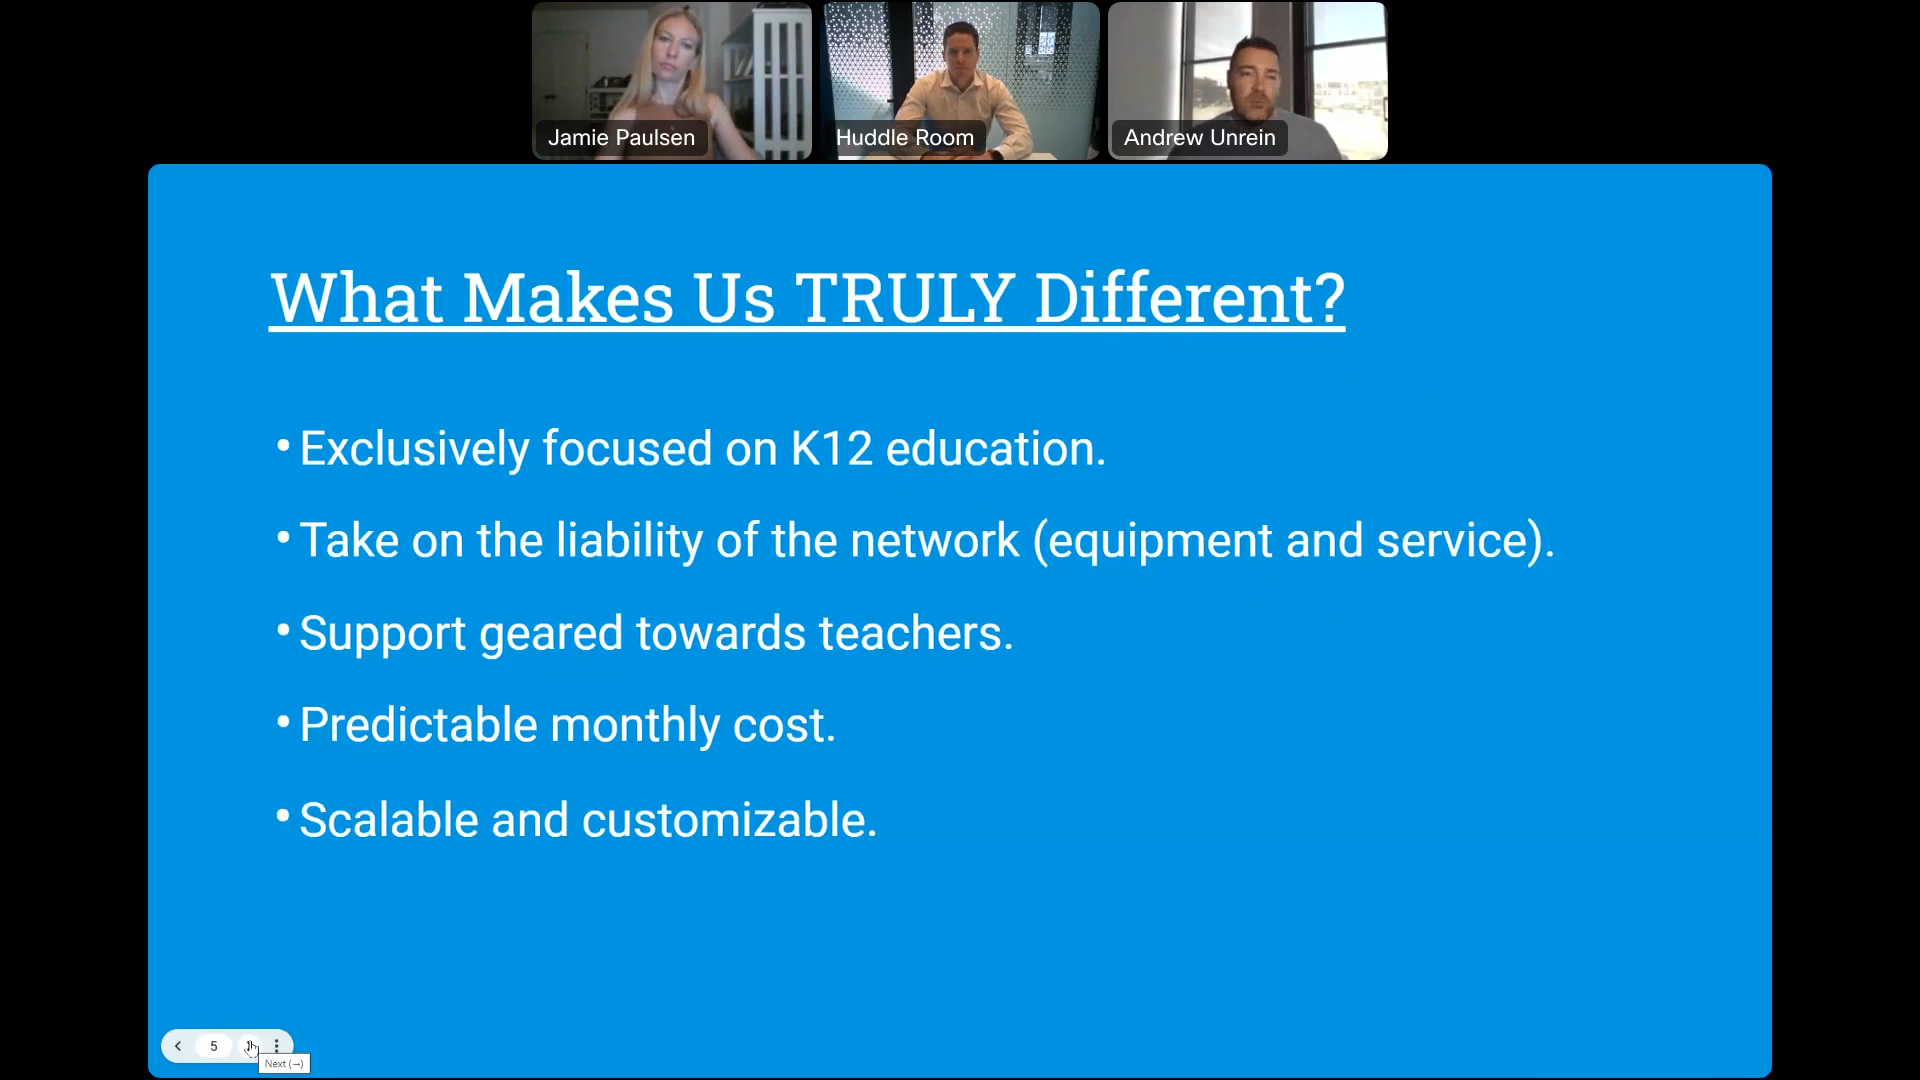 Jamie Paulsen
Huddle Room
Andrew Unrein
What Makes Us TRULY Different?
• Exclusively focused on K12 education.
• Take on the liability of the network (equipment and service).
• Support geared towards teachers.
• Predictable monthly cost.
• Scalable and customizable.
5
Next (→)